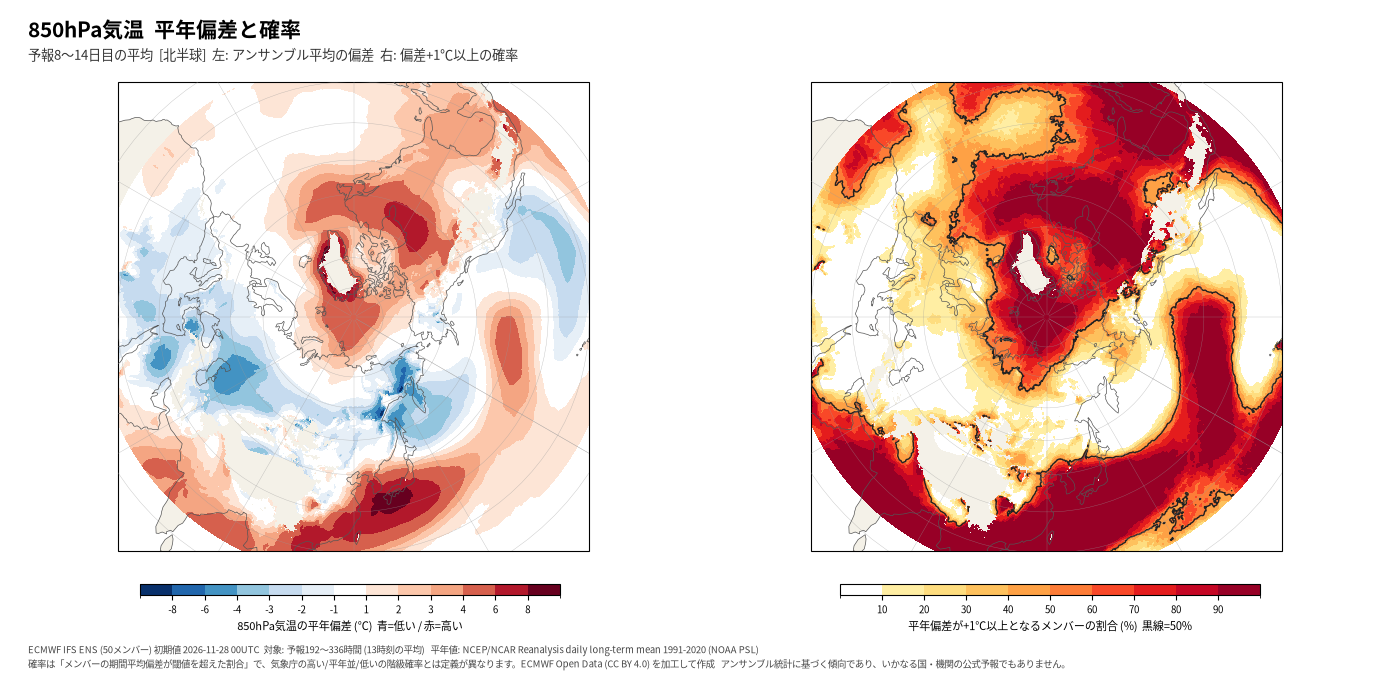 850hPa気温 平年偏差と確率
予報8～14日目の平均 [北半球] 左: アンサンブル平均の偏差 右: 偏差+1℃以上の確率
-8 -6 -4 -3 -2 -1 1 2 3 4 6 8
850hPa気温の平年偏差 (℃) 青=低い / 赤=高い
10 20 30 40 50 60 70 80 90
平年偏差が+1℃以上となるメンバーの割合 (%) 黒線=50%
ECMWF IFS ENS (50メンバー) 初期値 2026-11-28 00UTC 対象: 予報192～336時間 (13時刻の平均) 平年値: NCEP/NCAR Reanalysis daily long-term mean 1991-2020 (NOAA PSL)
確率は「メンバーの期間平均偏差が閾値を超えた割合」で、気象庁の高い/平年並/低いの階級確率とは定義が異なります。ECMWF Open Data (CC BY 4.0) を加工して作成 アンサンブル統計に基づく傾向であり、いかなる国・機関の公式予報でもありません。